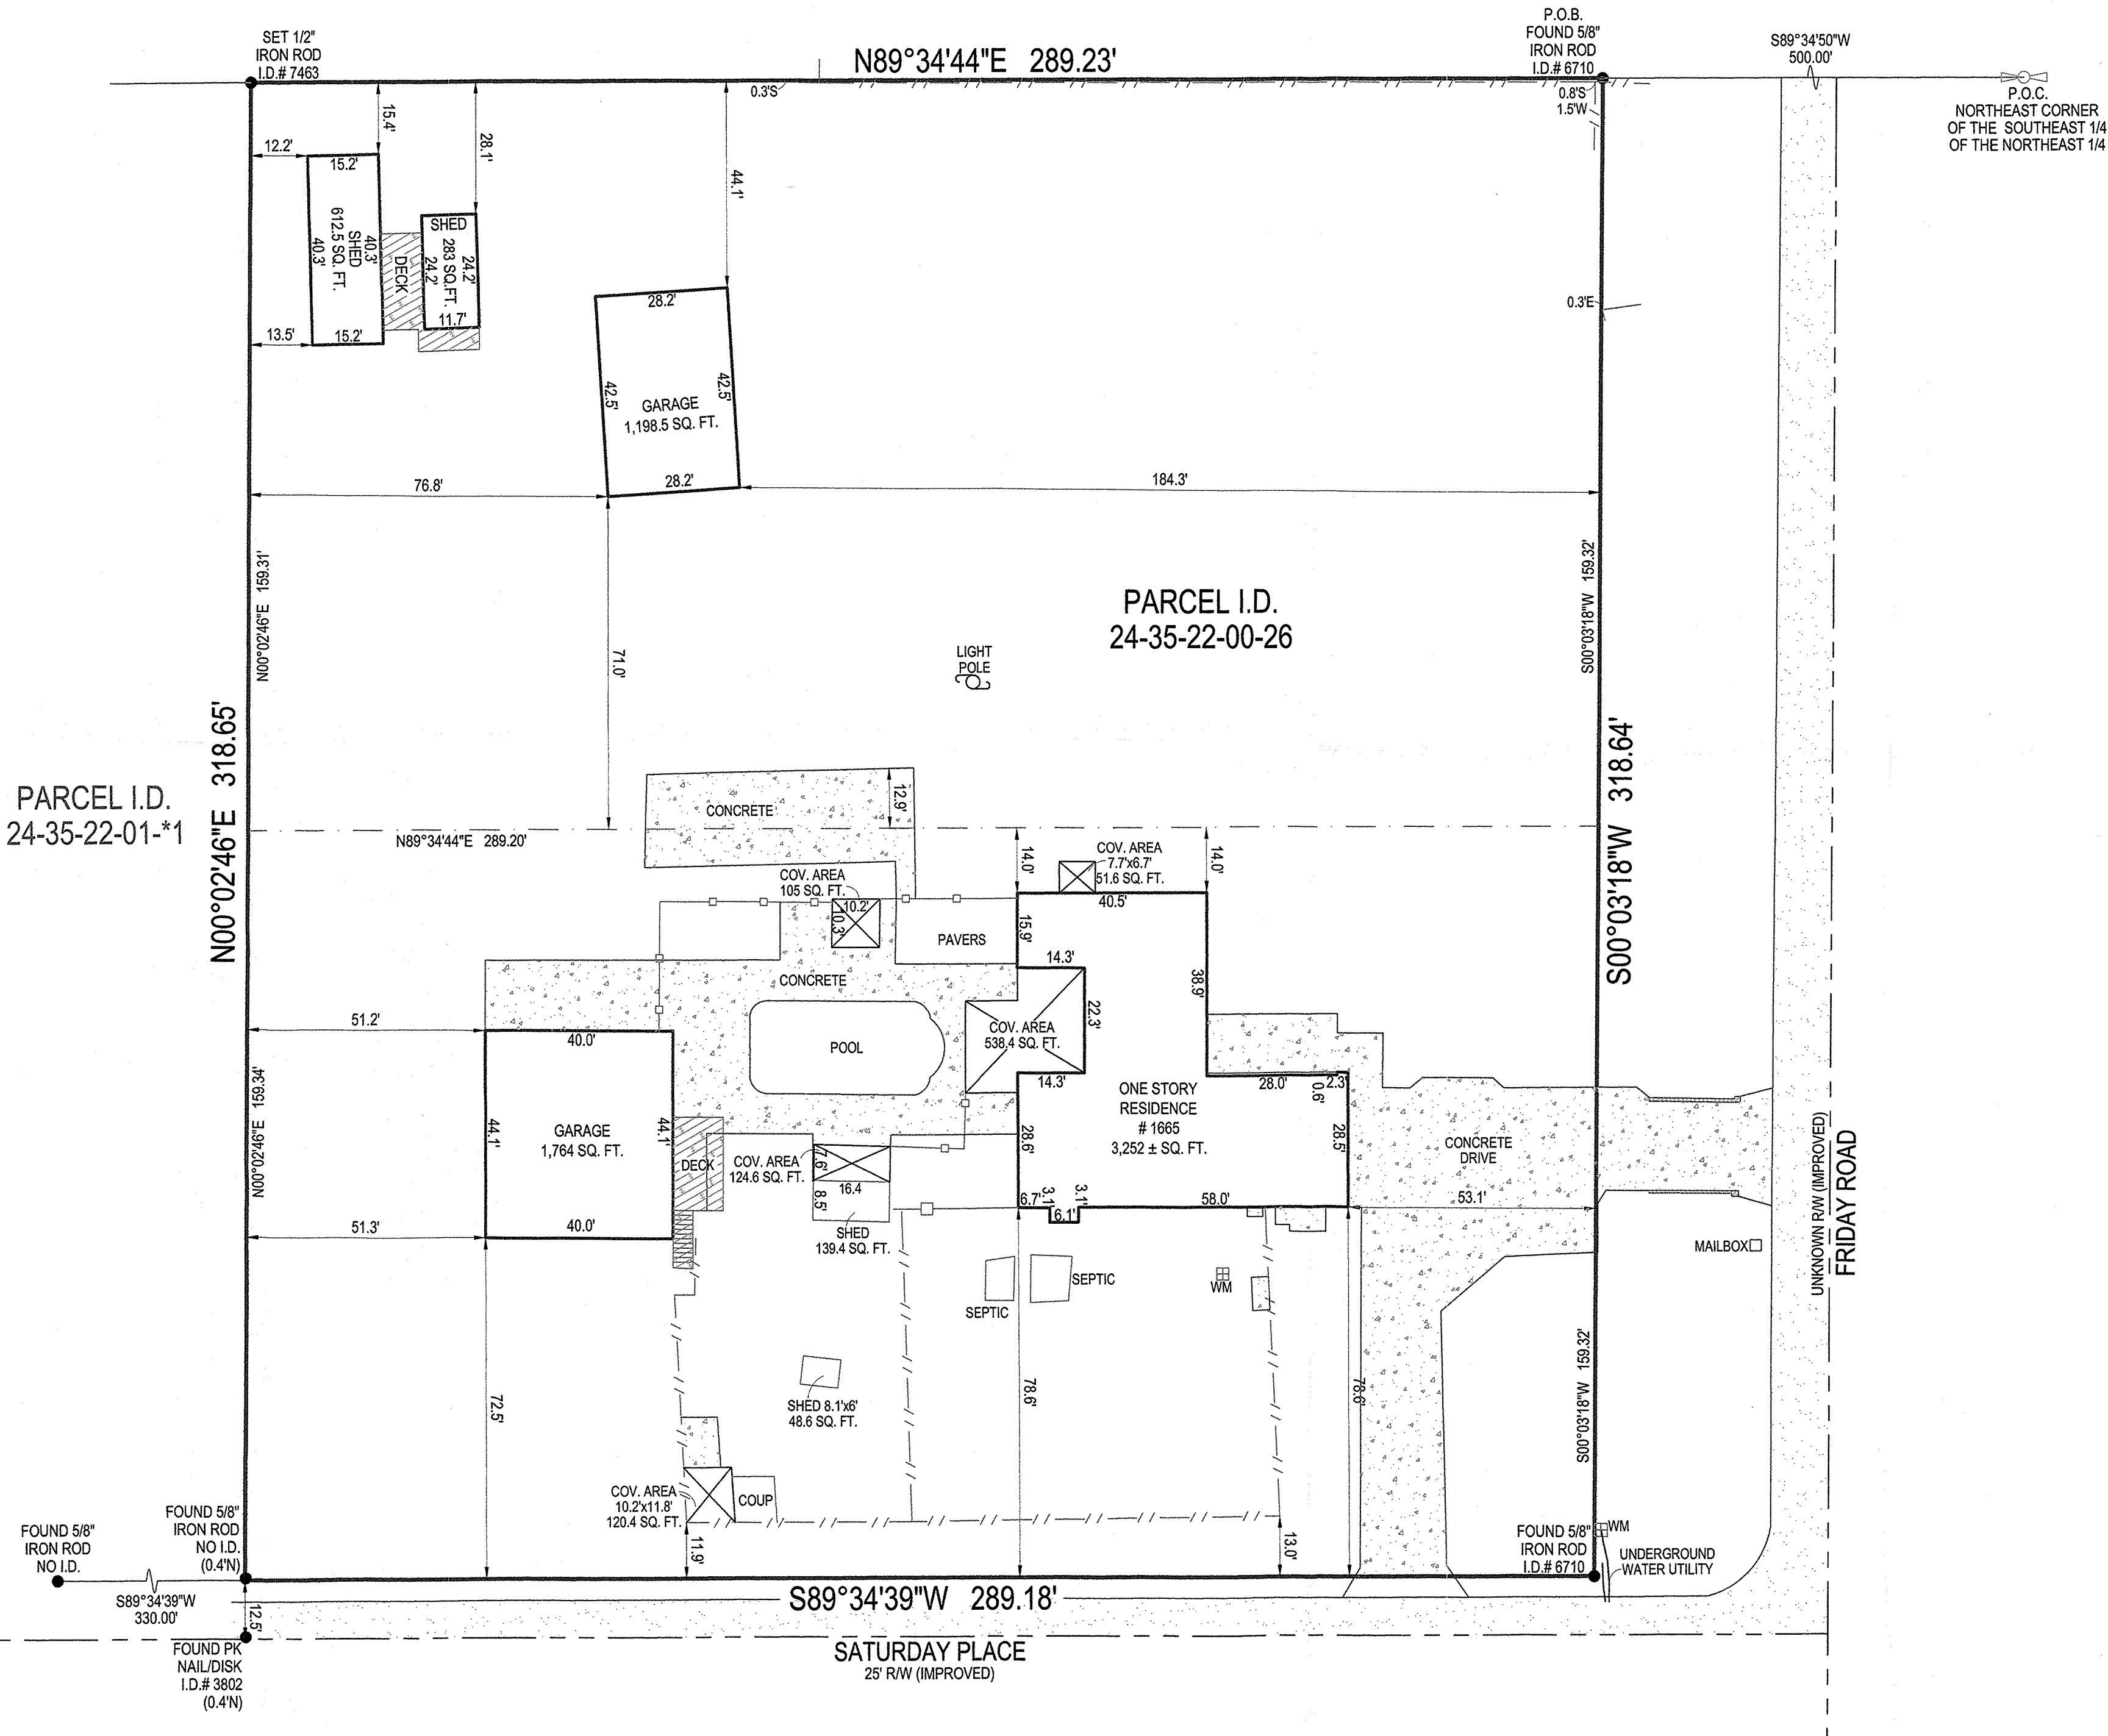 SET 1/2"
IRON ROD
I.D.# 7463
N89°34'44"E 289.23'
P.O.B.
FOUND 5/8"
IRON ROD
I.D.# 6710
S89°34'50"W
500.00'
P.O.C.
NORTHEAST CORNER
OF THE SOUTHEAST 1/4
OF THE NORTHEAST 1/4
0.3'S
0.8'S
1.5'W
15.4'
28.1'
44.1'
12.2'
15.2'
40.3'
SHED
612.5 SQ. FT.
40.3'
DECK
SHED
24.2'
283 SQ.FT.
24.2'
11.7'
13.5'
15.2'
28.2'
42.5'
42.5'
GARAGE
1,198.5 SQ. FT.
28.2'
0.3'E
76.8'
184.3'
N00°02'46"E 159.31'
S00°03'18"W 159.32'
71.0'
PARCEL I.D.
24-35-22-00-26
LIGHT
POLE
N00°02'46"E 318.65'
S00°03'18"W 318.64'
PARCEL I.D.
24-35-22-01-*1
CONCRETE
12.9'
N89°34'44"E 289.20'
14.0'
COV. AREA
7.7'x6.7'
51.6 SQ. FT.
14.0'
COV. AREA
105 SQ. FT.
10.2'
10.3'
40.5'
15.9'
PAVERS
14.3'
38.9'
CONCRETE
22.3'
COV. AREA
538.4 SQ. FT.
POOL
14.3'
51.2'
40.0'
28.0'
2.3'
0.6'
ONE STORY
RESIDENCE
# 1665
3,252 ± SQ. FT.
28.6'
28.5'
N00°02'46"E 159.34'
44.1'
44.1'
GARAGE
1,764 SQ. FT.
DECK
COV. AREA
124.6 SQ. FT.
7.6'
16.4
8.5'
SHED
139.4 SQ. FT.
CONCRETE
DRIVE
53.1'
6.7'
3.1'
6.1'
3.1'
58.0'
51.3'
40.0'
UNKNOWN R/W (IMPROVED)
FRIDAY ROAD
MAILBOX
SEPTIC
SEPTIC
WM
72.5'
78.6'
78.6'
SHED 8.1'x6'
48.6 SQ. FT.
S00°03'18"W 159.32'
COV. AREA
10.2'x11.8'
120.4 SQ. FT.
COUP
11.9'
13.0'
FOUND 5/8"
IRON ROD
NO I.D.
FOUND 5/8"
IRON ROD
NO I.D.
(0.4'N)
FOUND 5/8"
IRON ROD
I.D.# 6710
WM
UNDERGROUND
WATER UTILITY
S89°34'39"W
330.00'
12.5'
S89°34'39"W 289.18'
FOUND PK
NAIL/DISK
I.D.# 3802
(0.4'N)
SATURDAY PLACE
25' R/W (IMPROVED)